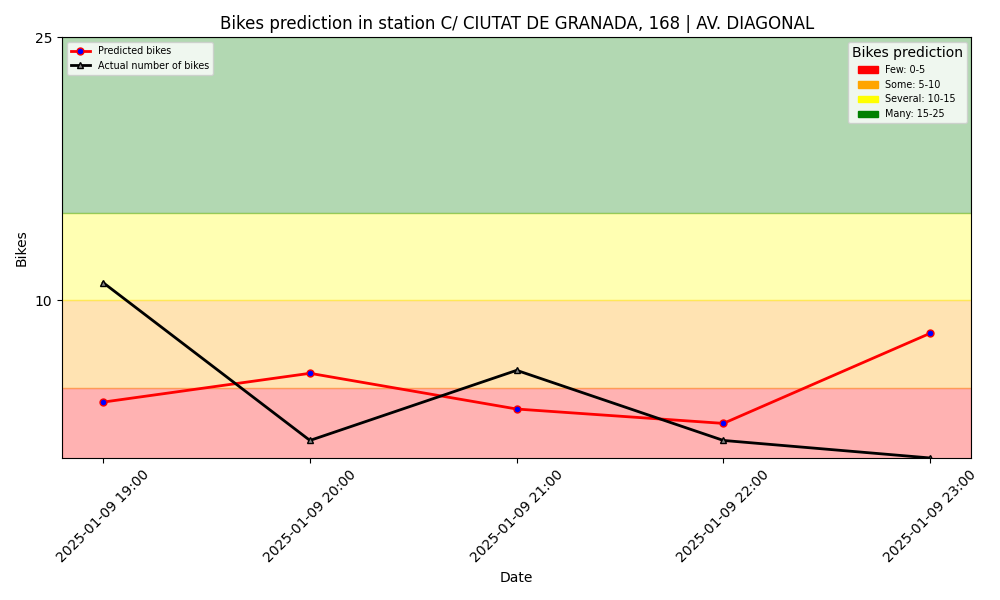 Bikes prediction in station C/ CIUTAT DE GRANADA, 168 | AV. DIAGONAL
25
Predicted bikes
Actual number of bikes
Bikes prediction
Few: 0-5
Some: 5-10
Several: 10-15
Many: 15-25
Bikes
10
2025-01-09 19:00
2025-01-09 20:00
2025-01-09 21:00
2025-01-09 22:00
2025-01-09 23:00
Date